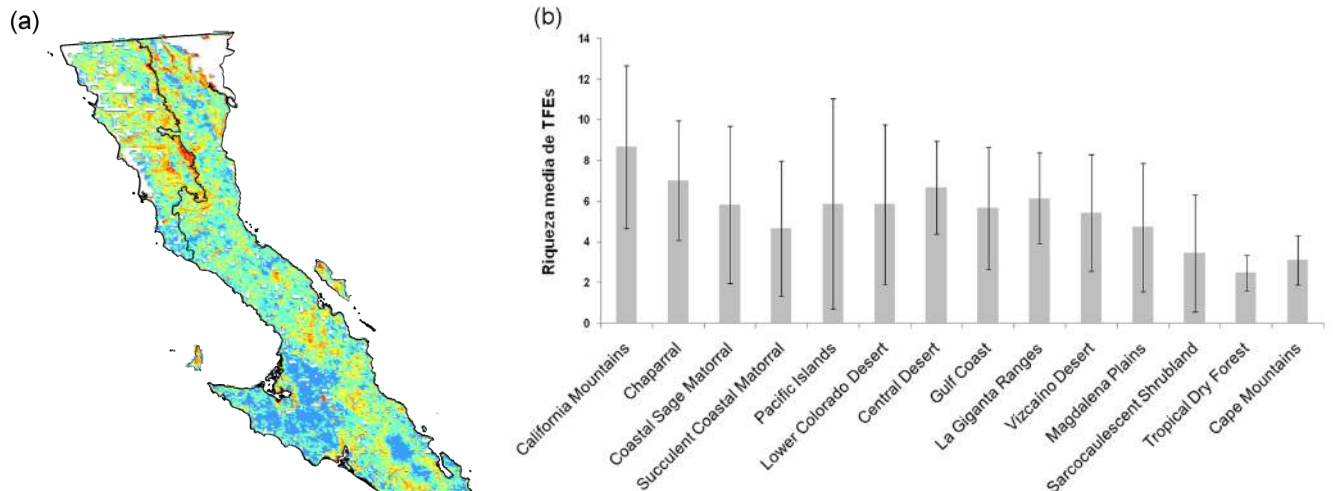 (a)
(b)
Riqueza media de TFEs
14
12
10
8
6
4
2
0
California Mountains
Chaparral
Coastal Sage Matorral
Succulent Coastal Matorral
Pacific Islands
Lower Colorado Desert
Central Desert
Gulf Coast
La Giganta Ranges
Vizcaino Desert
Magdalena Plains
Sarcocaulescent Shrubland
Tropical Dry Forest
Cape Mountains